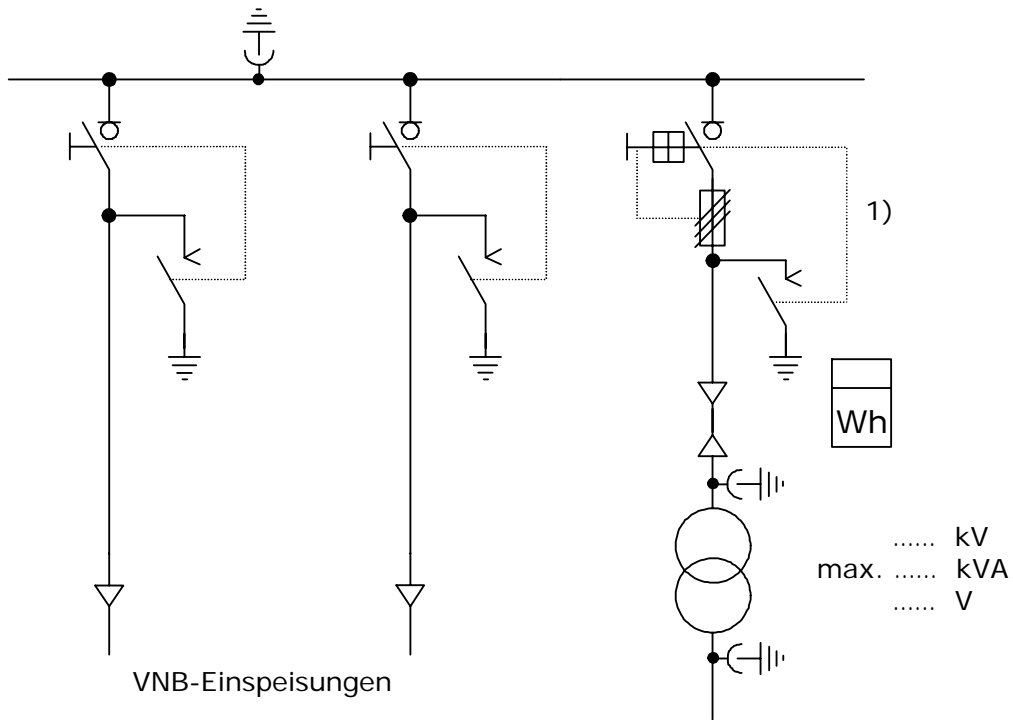 1)
Wh
...... kV
max. ...... kVA
...... V
VNB-Einspeisungen